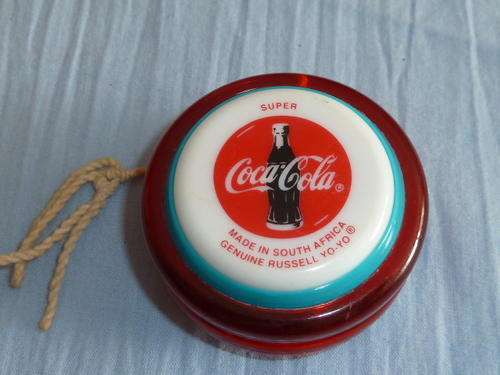 SUPER
Coca-Cola®
MADE IN SOUTH AFRICA
GENUINE RUSSELL YO-YO®